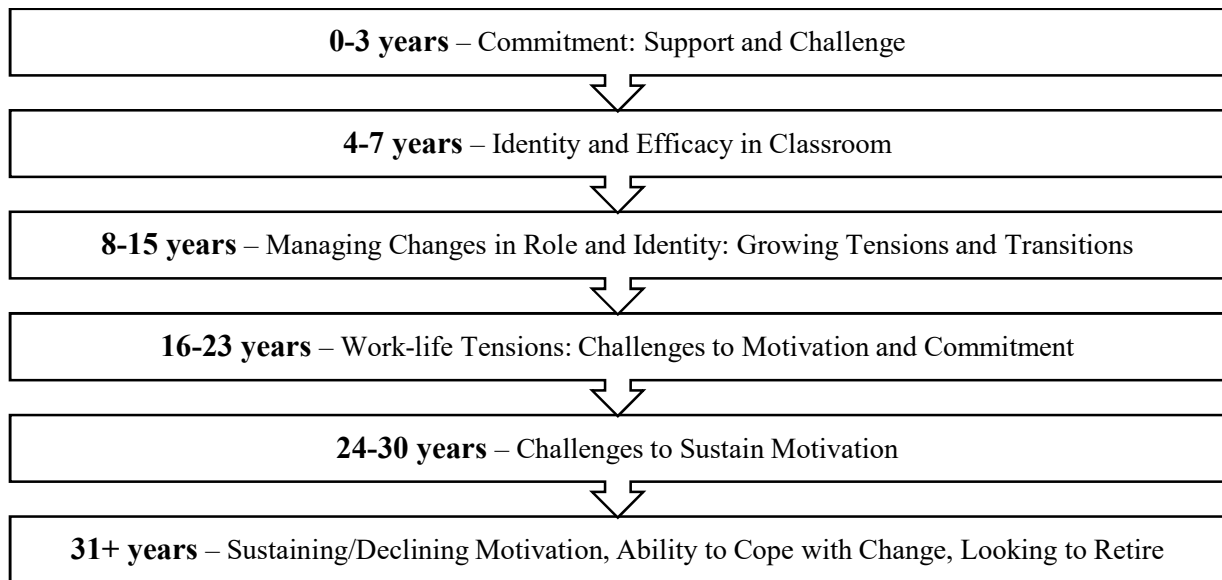 0-3 years – Commitment: Support and Challenge
4-7 years – Identity and Efficacy in Classroom
8-15 years – Managing Changes in Role and Identity: Growing Tensions and Transitions
16-23 years – Work-life Tensions: Challenges to Motivation and Commitment
24-30 years – Challenges to Sustain Motivation
31+ years – Sustaining/Declining Motivation, Ability to Cope with Change, Looking to Retire